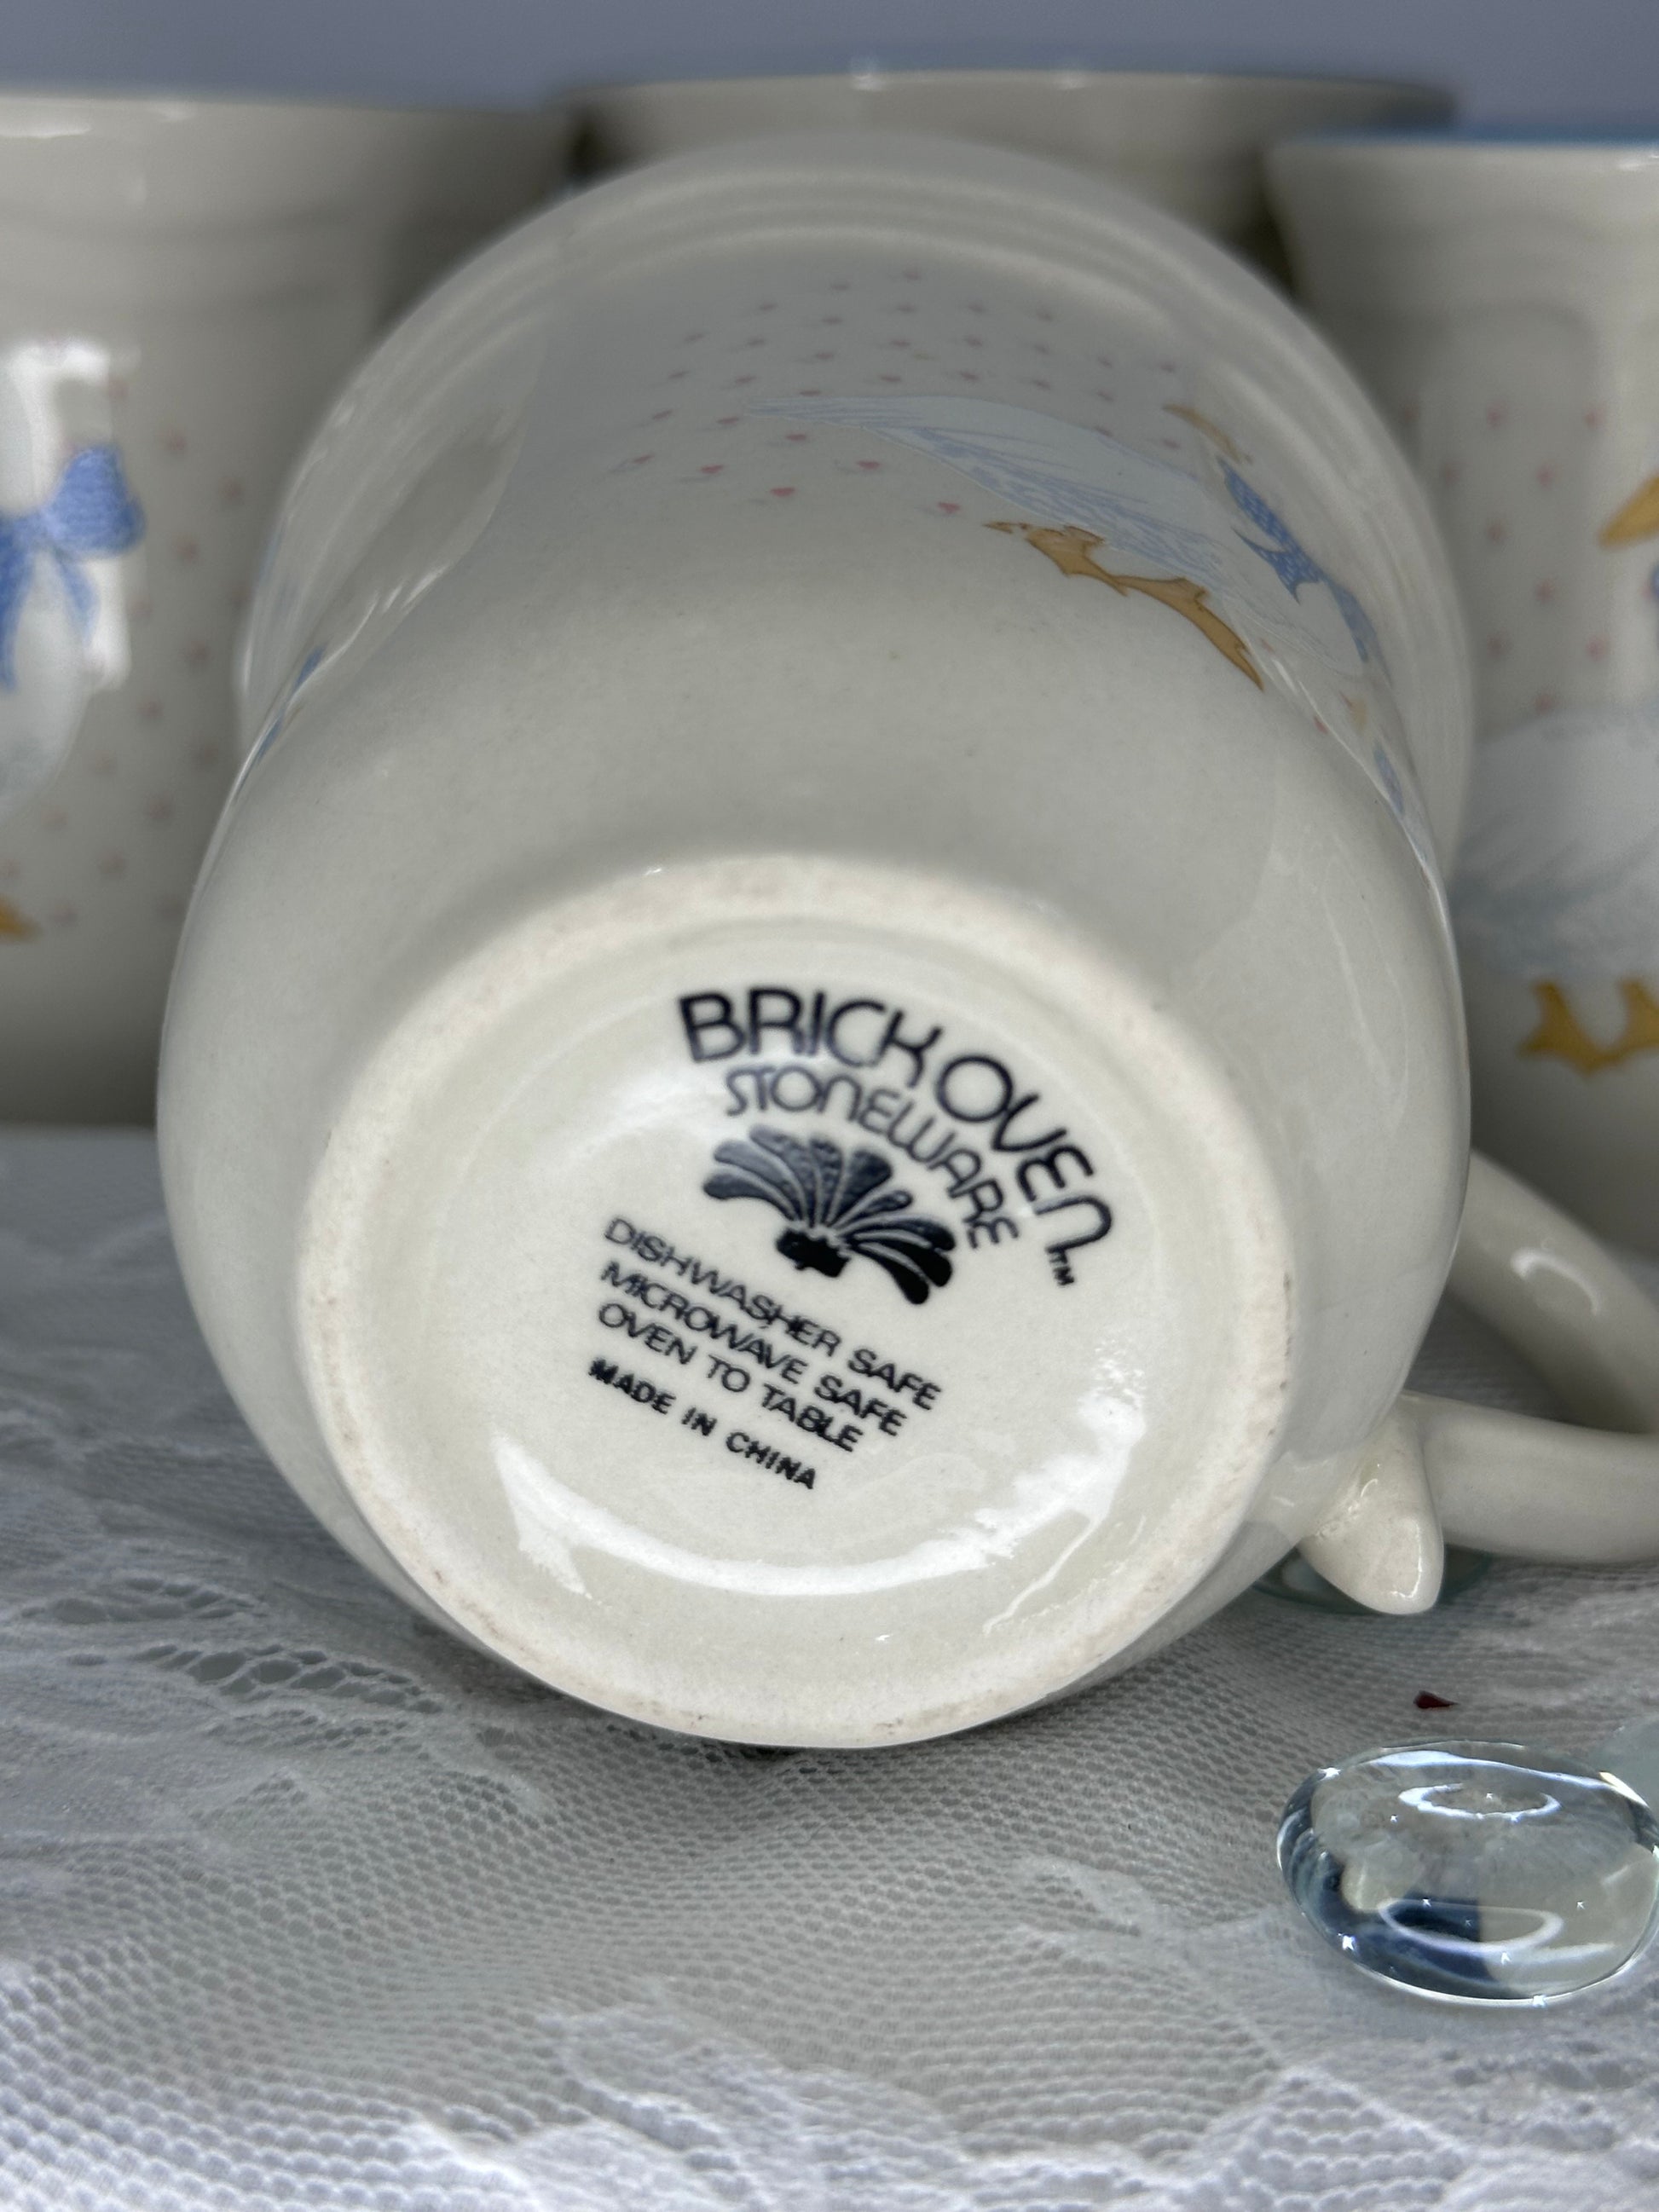 BRICK OVEN™
STONEWARE
DISHWASHER SAFE
MICROWAVE SAFE
OVEN TO TABLE
MADE IN CHINA